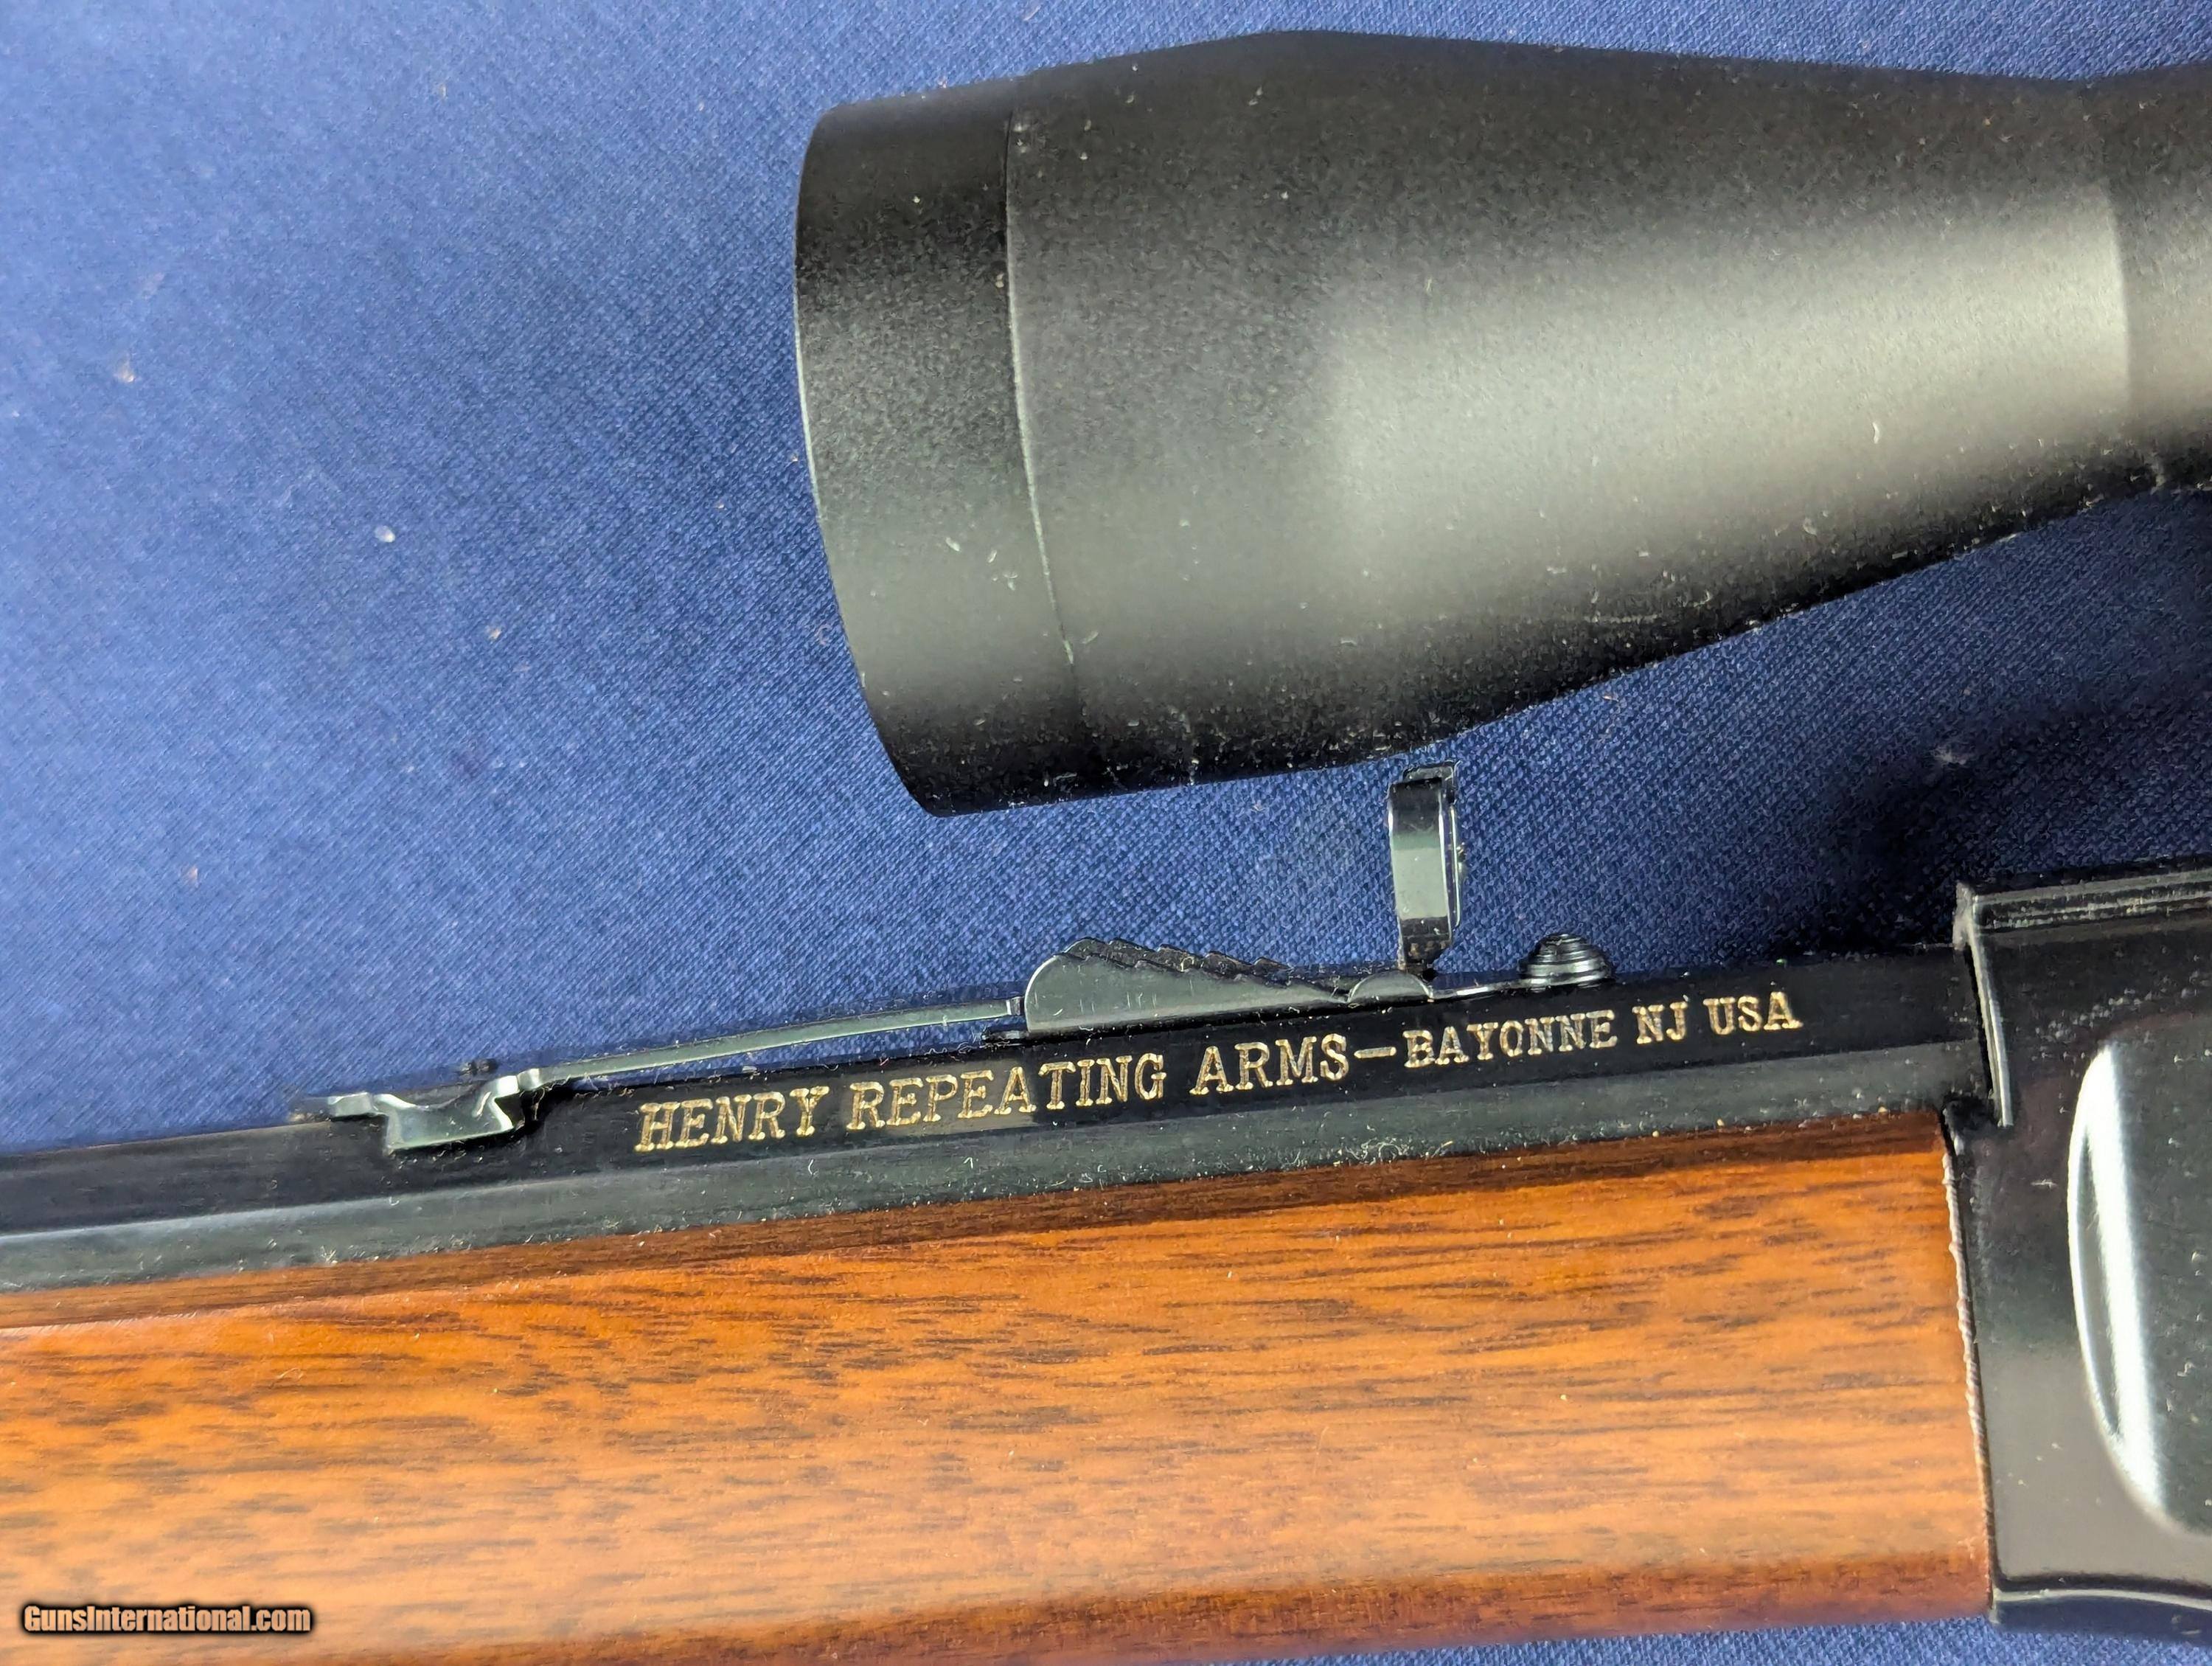 HENRY REPEATING ARMS-BAYONNE NJ USA
GunsInternational.com